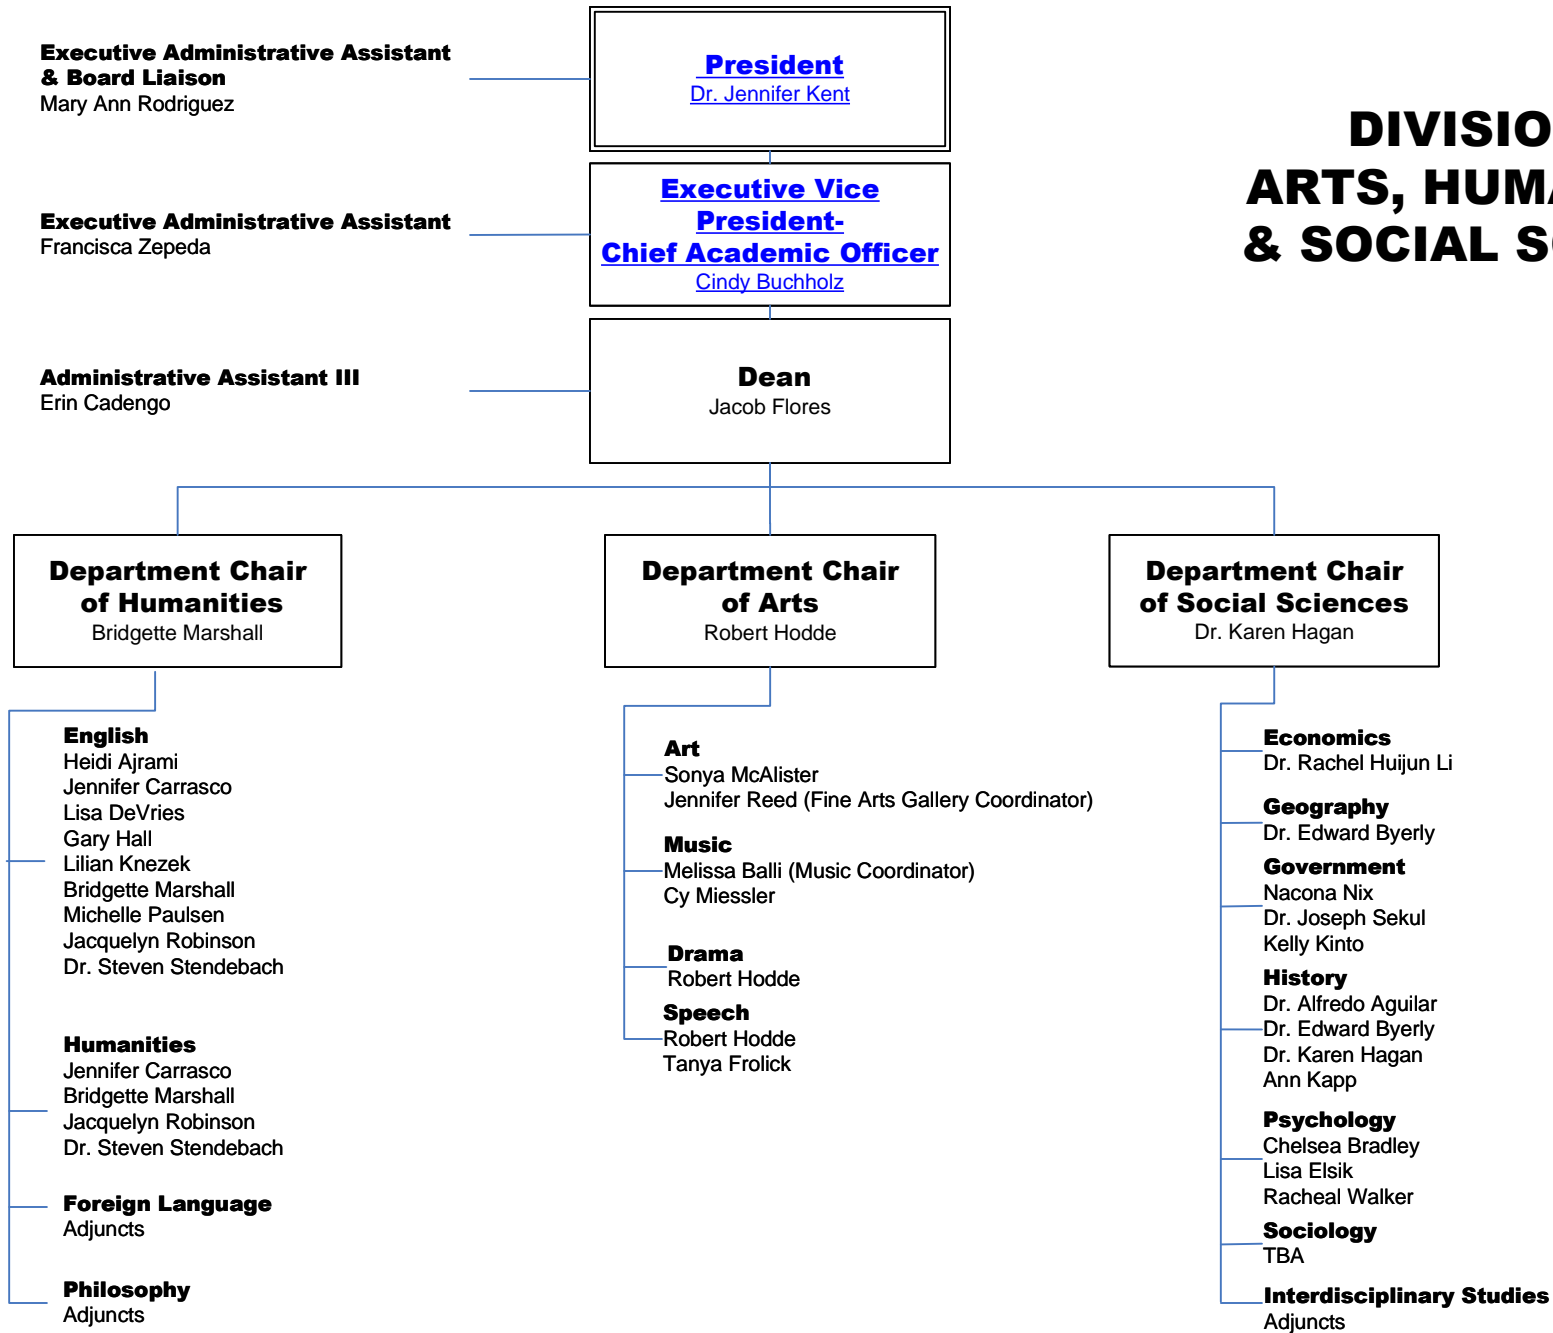 Executive Administrative Assistant
& Board Liaison
Mary Ann Rodriguez
President
Dr. Jennifer Kent
DIVISIO
ARTS, HUMA
& SOCIAL S
Executive Administrative Assistant
Francisca Zepeda
Executive Vice
President-
Chief Academic Officer
Cindy Buchholz
Administrative Assistant III
Erin Cadengo
Dean
Jacob Flores
Department Chair
of Humanities
Bridgette Marshall
English
Heidi Ajrami
Jennifer Carrasco
Lisa DeVries
Gary Hall
Lilian Knezek
Bridgette Marshall
Michelle Paulsen
Jacquelyn Robinson
Dr. Steven Stendebach
Humanities
Jennifer Carrasco
Bridgette Marshall
Jacquelyn Robinson
Dr. Steven Stendebach
Foreign Language
Adjuncts
Philosophy
Adjuncts
Department Chair
of Arts
Robert Hodde
Art
Sonya McAlister
Jennifer Reed (Fine Arts Gallery Coordinator)
Music
Melissa Balli (Music Coordinator)
Cy Miessler
Drama
Robert Hodde
Speech
Robert Hodde
Tanya Frolick
Department Chair
of Social Sciences
Dr. Karen Hagan
Economics
Dr. Rachel Huijun Li
Geography
Dr. Edward Byerly
Government
Nacona Nix
Dr. Joseph Sekul
Kelly Kinto
History
Dr. Alfredo Aguilar
Dr. Edward Byerly
Dr. Karen Hagan
Ann Kapp
Psychology
Chelsea Bradley
Lisa Elsik
Racheal Walker
Sociology
TBA
Interdisciplinary Studies
Adjuncts